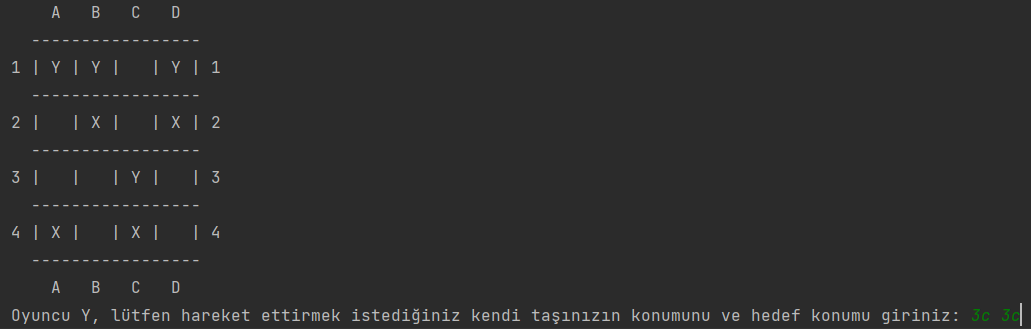 A   B   C   D
  -----------------
1 | Y | Y |   | Y | 1
  -----------------
2 |   | X |   | X | 2
  -----------------
3 |   |   | Y |   | 3
  -----------------
4 | X |   | X |   | 4
  -----------------
    A   B   C   D
Oyuncu Y, lütfen hareket ettirmek istediğiniz kendi taşınızın konumunu ve hedef konumu giriniz: 3c 3c